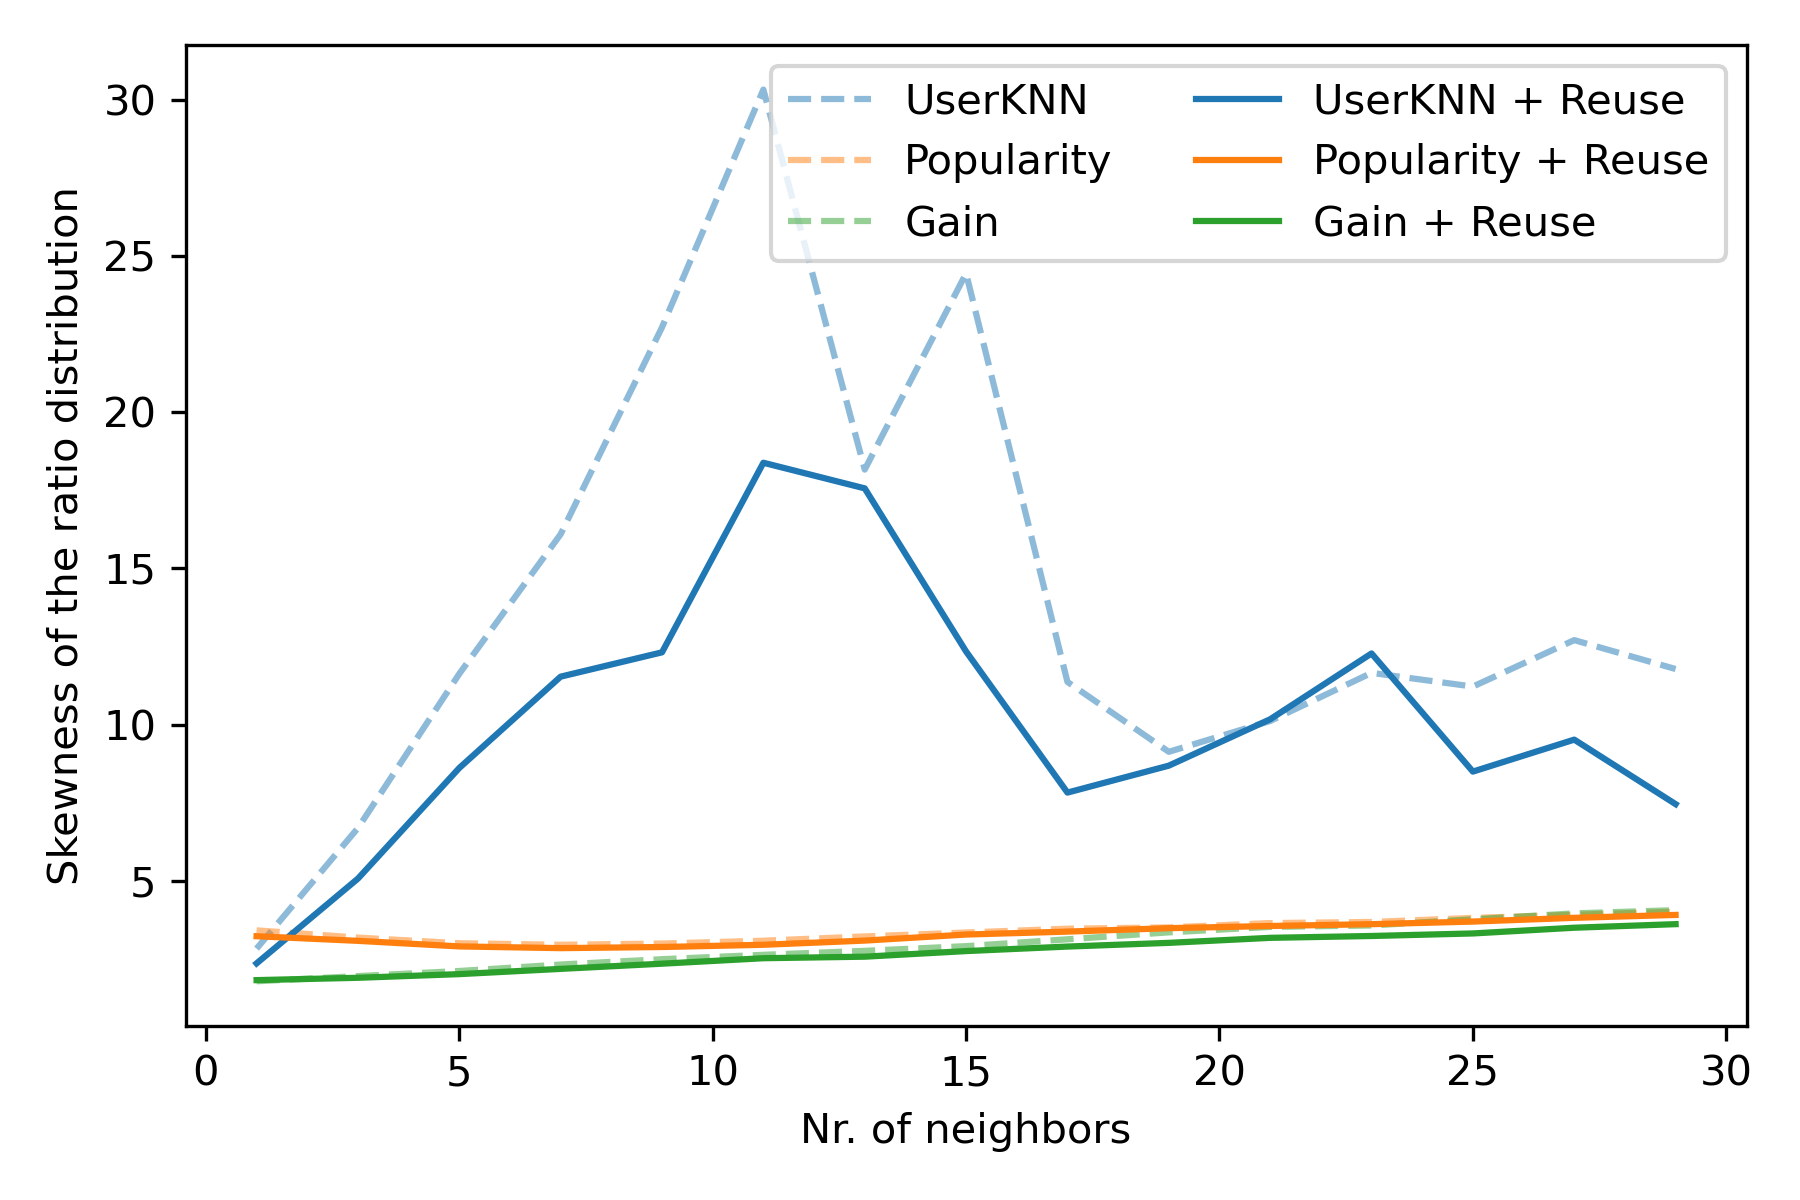 UserKNN
Popularity
Gain
UserKNN + Reuse
Popularity + Reuse
Gain + Reuse
Skewness of the ratio distribution
30
25
20
15
10
5
0 5 10 15 20 25 30
Nr. of neighbors